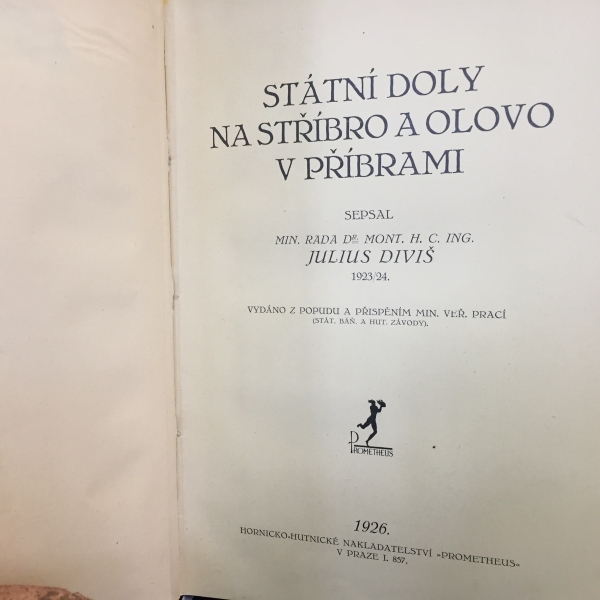 STÁTNÍ DOLY
NA STŘÍBRO A OLOVO
V PŘÍBRAMI
SEPSAL
MIN. RADA DR. MONT. H. C. ING.
JULIUS DIVIŠ
1923/24.
VYDÁNO Z POPUDU A PŘISPĚNÍM MIN. VEŘ. PRACÍ
(STÁT. BÁŇ. A HUT. ZÁVODY).
PROMETHEUS
1926.
HORNICKO-HUTNICKÉ NAKLADATELSTVÍ »PROMETHEUS«
V PRAZE I. 857.